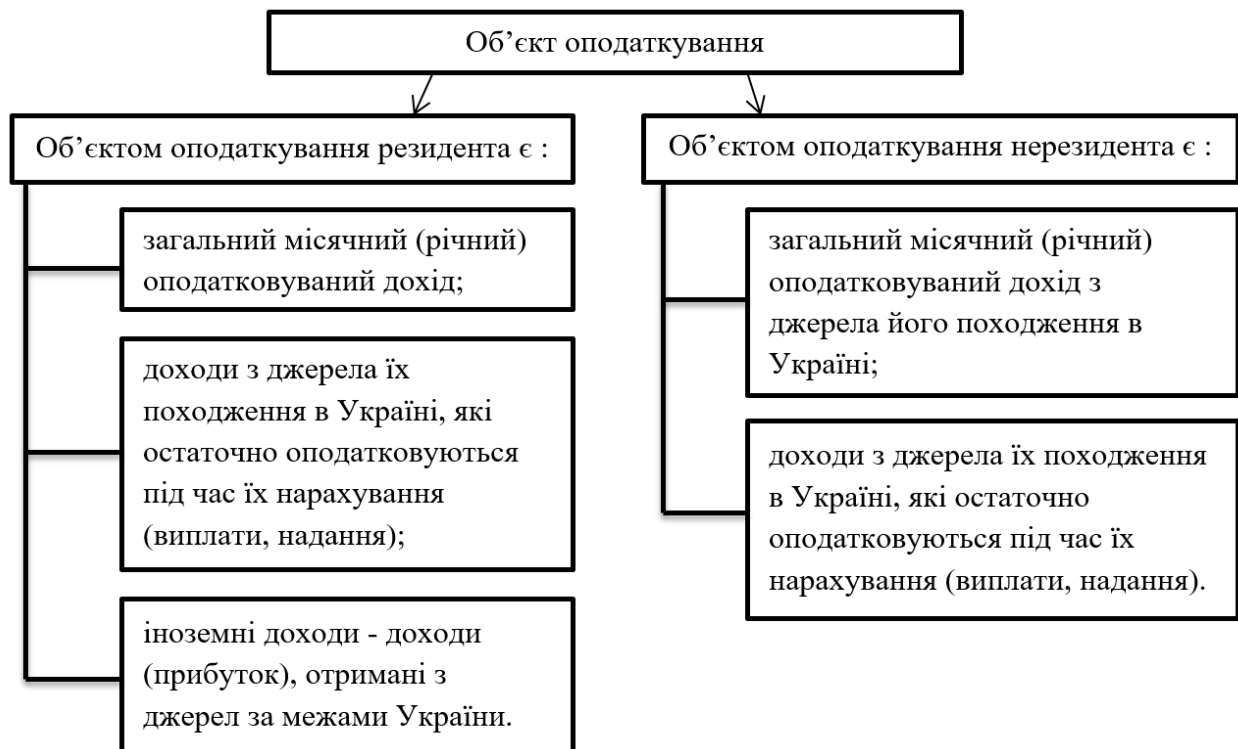 Об’єкт оподаткування
Об’єктом оподаткування резидента є :
загальний місячний (річний)
оподатковуваний дохід;
доходи з джерела їх
походження в Україні, які
остаточно оподатковуються
під час їх нарахування
(виплати, надання);
іноземні доходи - доходи
(прибуток), отримані з
джерел за межами України.
Об’єктом оподаткування нерезидента є :
загальний місячний (річний)
оподатковуваний дохід з
джерела його походження в
Україні;
доходи з джерела їх походження
в Україні, які остаточно
оподатковуються під час їх
нарахування (виплати, надання).